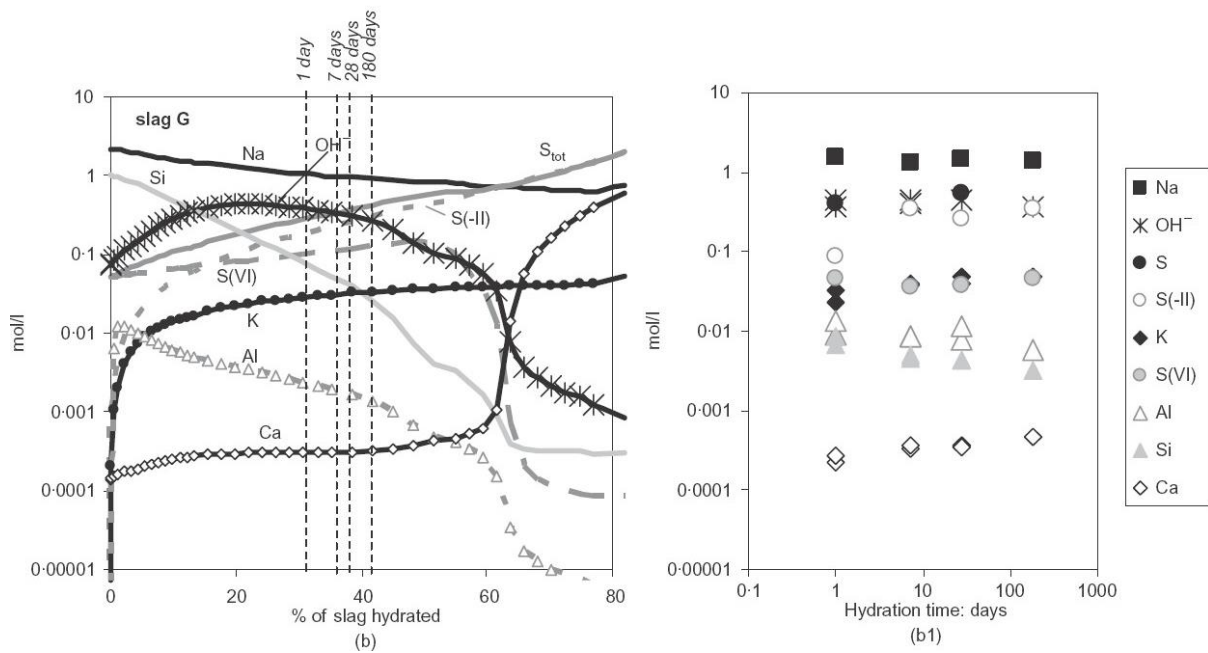 1 day
7 days
28 days
180 days
10
1
0·1
0·01
0·001
0·0001
0·00001
mol/l
slag G
Na
OH⁻
Si
S_tot
S(-II)
S(VI)
K
Al
Ca
0
20
40
60
80
% of slag hydrated
(b)
10
1
0·1
0·01
0·001
0·0001
0·00001
mol/l
0·1
1
10
100
1000
Hydration time: days
(b1)
Na
OH⁻
S
S(-II)
K
S(VI)
Al
Si
Ca